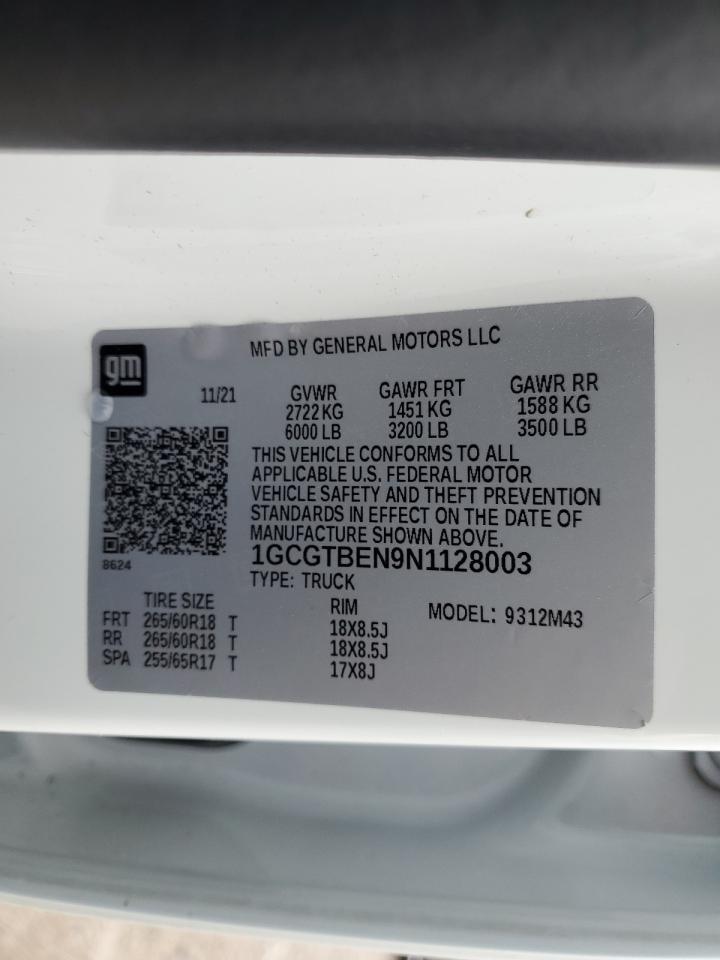 MFD BY GENERAL MOTORS LLC
gm
11/21
GVWR GAWR FRT GAWR RR
2722 KG 1451 KG 1588 KG
6000 LB 3200 LB 3500 LB
THIS VEHICLE CONFORMS TO ALL
APPLICABLE U.S. FEDERAL MOTOR
VEHICLE SAFETY AND THEFT PREVENTION
STANDARDS IN EFFECT ON THE DATE OF
MANUFACTURE SHOWN ABOVE.
8624
1GCGTBEN9N1128003
TYPE: TRUCK
TIRE SIZE RIM MODEL: 9312M43
FRT 265/60R18 T 18X8.5J
RR 265/60R18 T 18X8.5J
SPA 255/65R17 T 17X8J